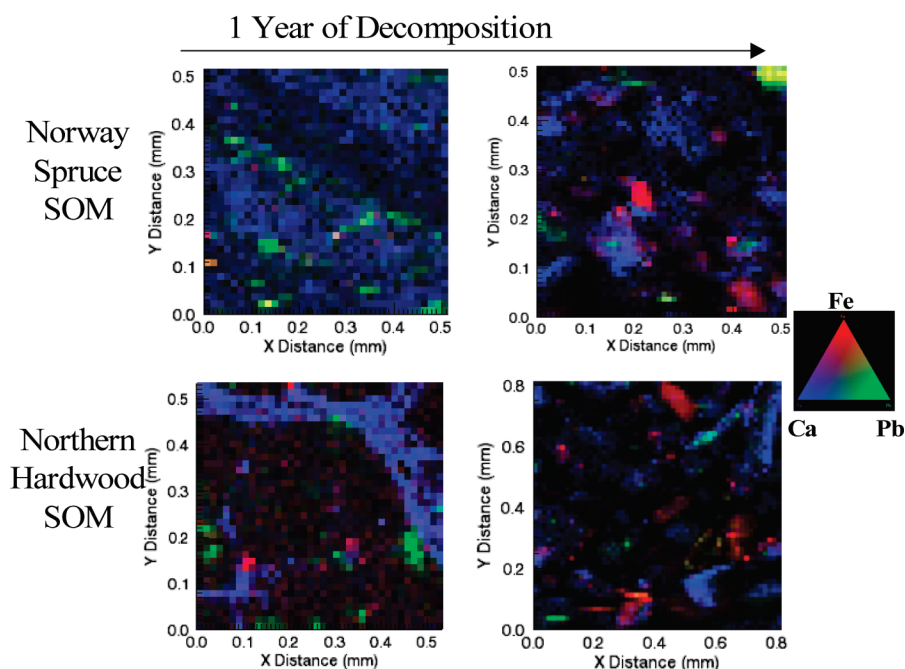 1 Year of Decomposition
Norway
Spruce
SOM
0.5
0.4
0.3
0.2
0.1
0.0
Y Distance (mm)
0.0 0.1 0.2 0.3 0.4 0.5
X Distance (mm)
0.5
0.4
0.3
0.2
0.1
0.0
Y Distance (mm)
0.0 0.1 0.2 0.3 0.4 0.5
X Distance (mm)
Fe
Ca Pb
Northern
Hardwood
SOM
0.5
0.4
0.3
0.2
0.1
0.0
Y Distance (mm)
0.0 0.1 0.2 0.3 0.4 0.5
X Distance (mm)
0.8
0.6
0.4
0.2
0.0
Y Distance (mm)
0.0 0.2 0.4 0.6 0.8
X Distance (mm)